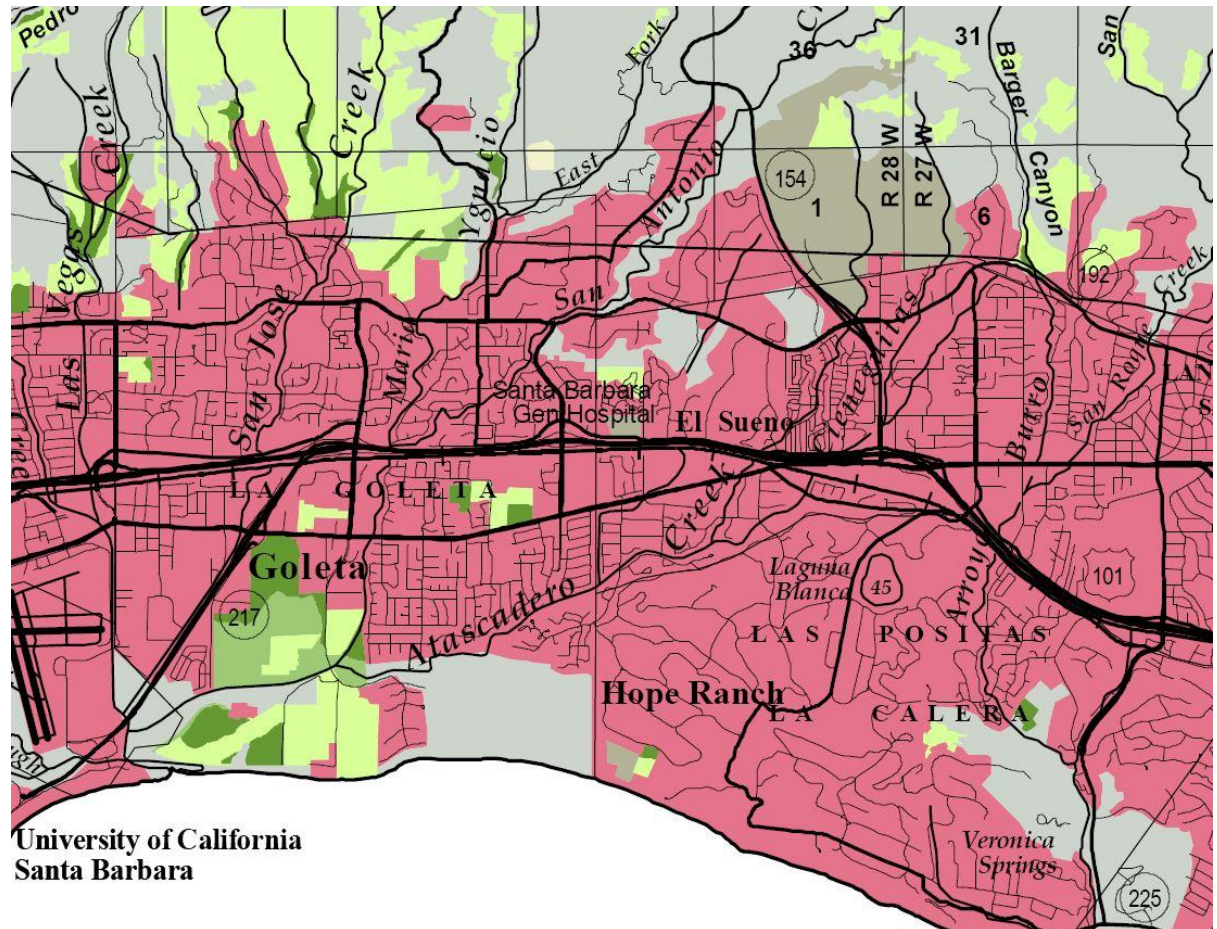 Pedro
Creek
Creek
Ygnacio
East
Fork
36
31
Barger
Canyon
San
154
1
R 28 W
R 27 W
6
Antonio
192
Creek
Vegas
Las
San Jose
Maria
San
Cieneguitas
San Roque
Burro
Arroyo
Santa Barbara
Gen Hospital
El Sueno
LA GOLETA
Goleta
217
Atascadero
Creek
Laguna
Blanca
45
101
LAS POSITAS
Hope Ranch
LA CALERA
University of California
Santa Barbara
Veronica
Springs
225